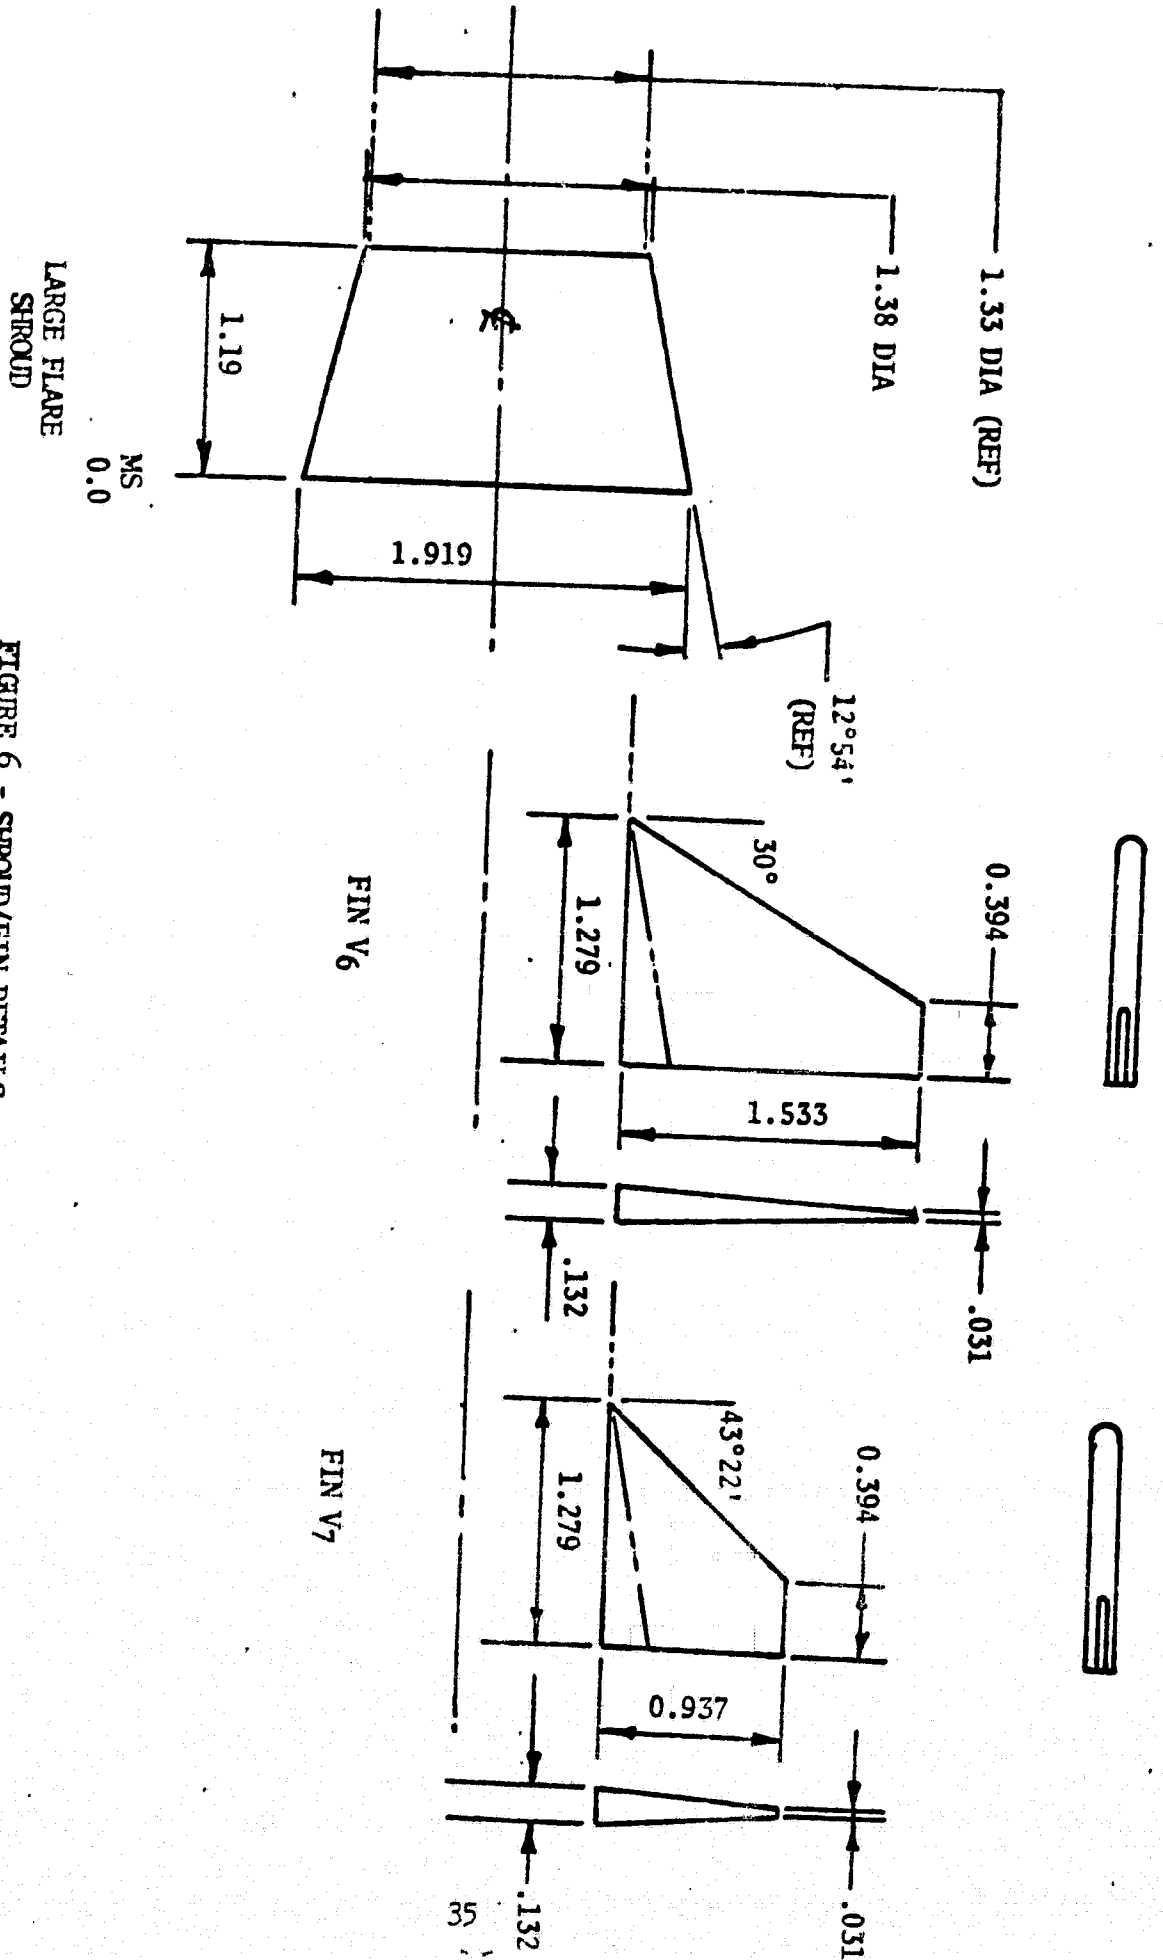 1.33 DIA (REF)
1.38 DIA
1.19
LARGE FLARE
SHROUD
MS
0.0
1.919
12°54'
(REF)
30°
0.394
1.279
FIN V6
1.533
.132
.031
43°22'
0.394
1.279
FIN V7
0.937
.132
.031
FIGURE 6 - SHROUD/FIN DETAILS
35